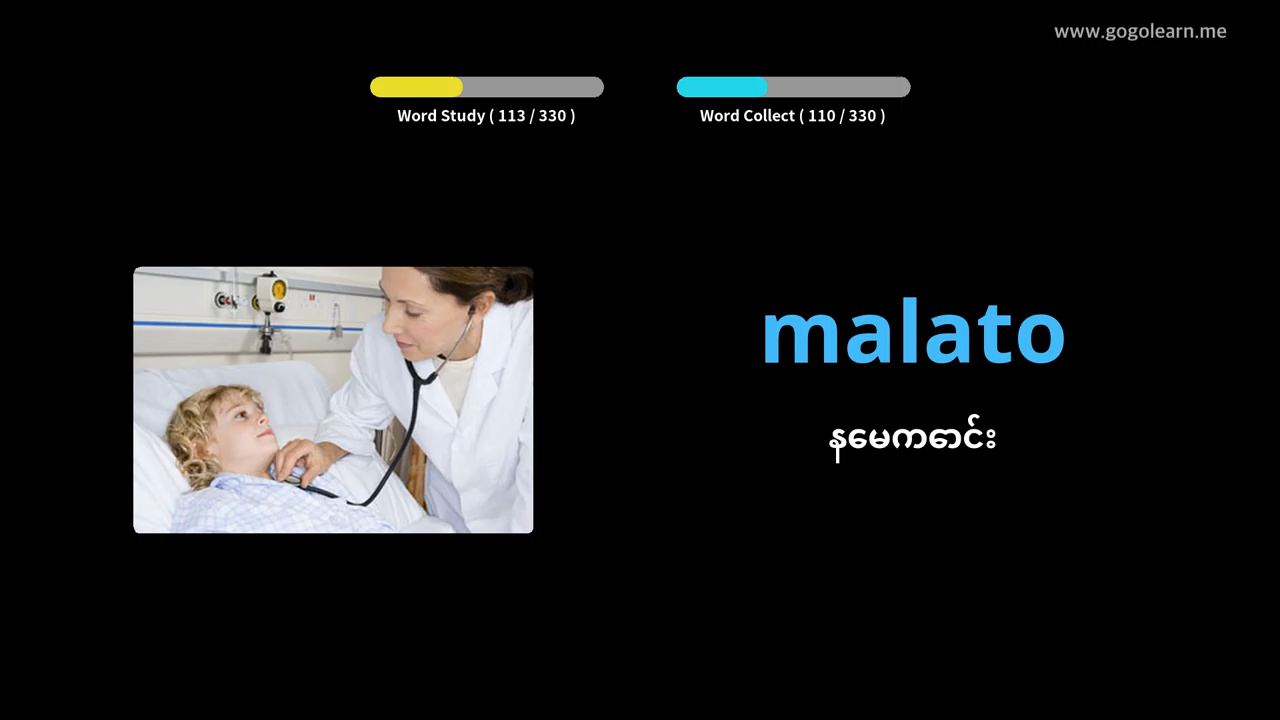 www.gogolearn.me
Word Study ( 113 / 330 )
Word Collect ( 110 / 330 )
malato
နမေကောင်း